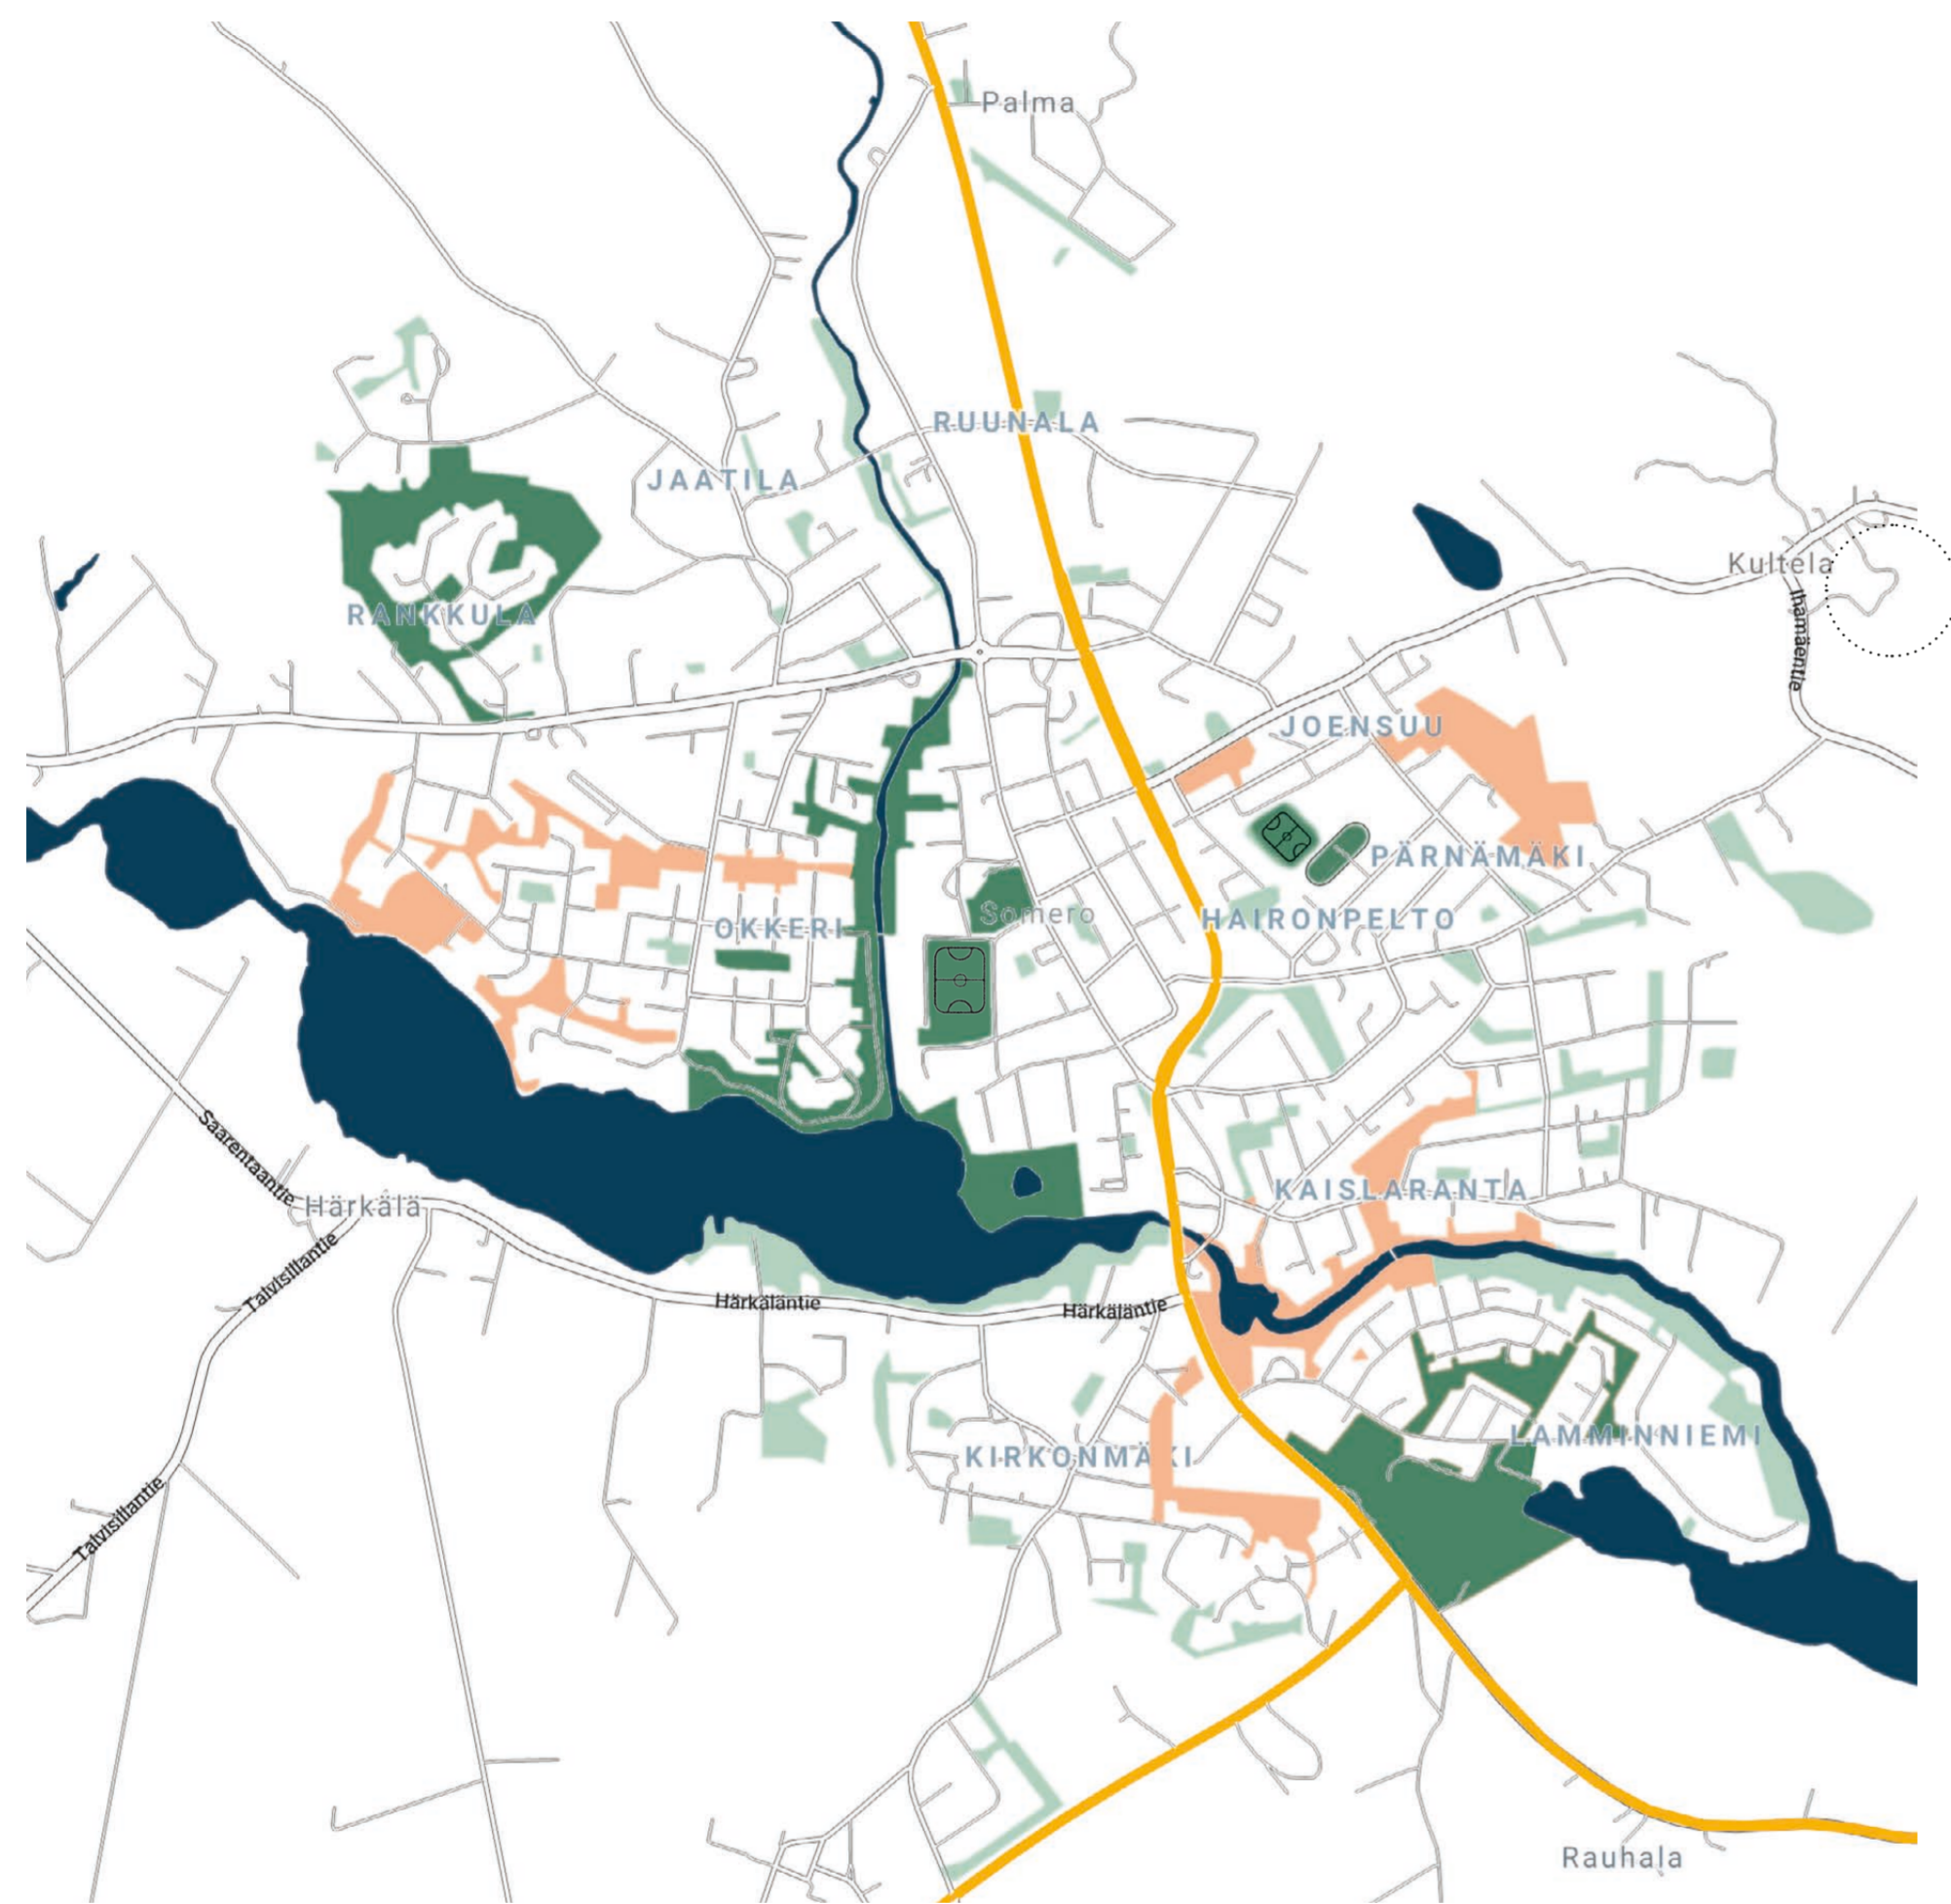 Palma
RUUNALA
JAATILA
Kultela
Ihamäentie
RANKKULA
JOENSUU
PÄRNÄMÄKI
Somero
HAIRONPELTO
OKKERI
Saarentaantie
KAISLARANTA
Härkälä
Talvisillantie
Härkäläntie
Härkäläntie
LAMMINNIEMI
KIRKONMÄKI
Talvisillantie
Rauhala